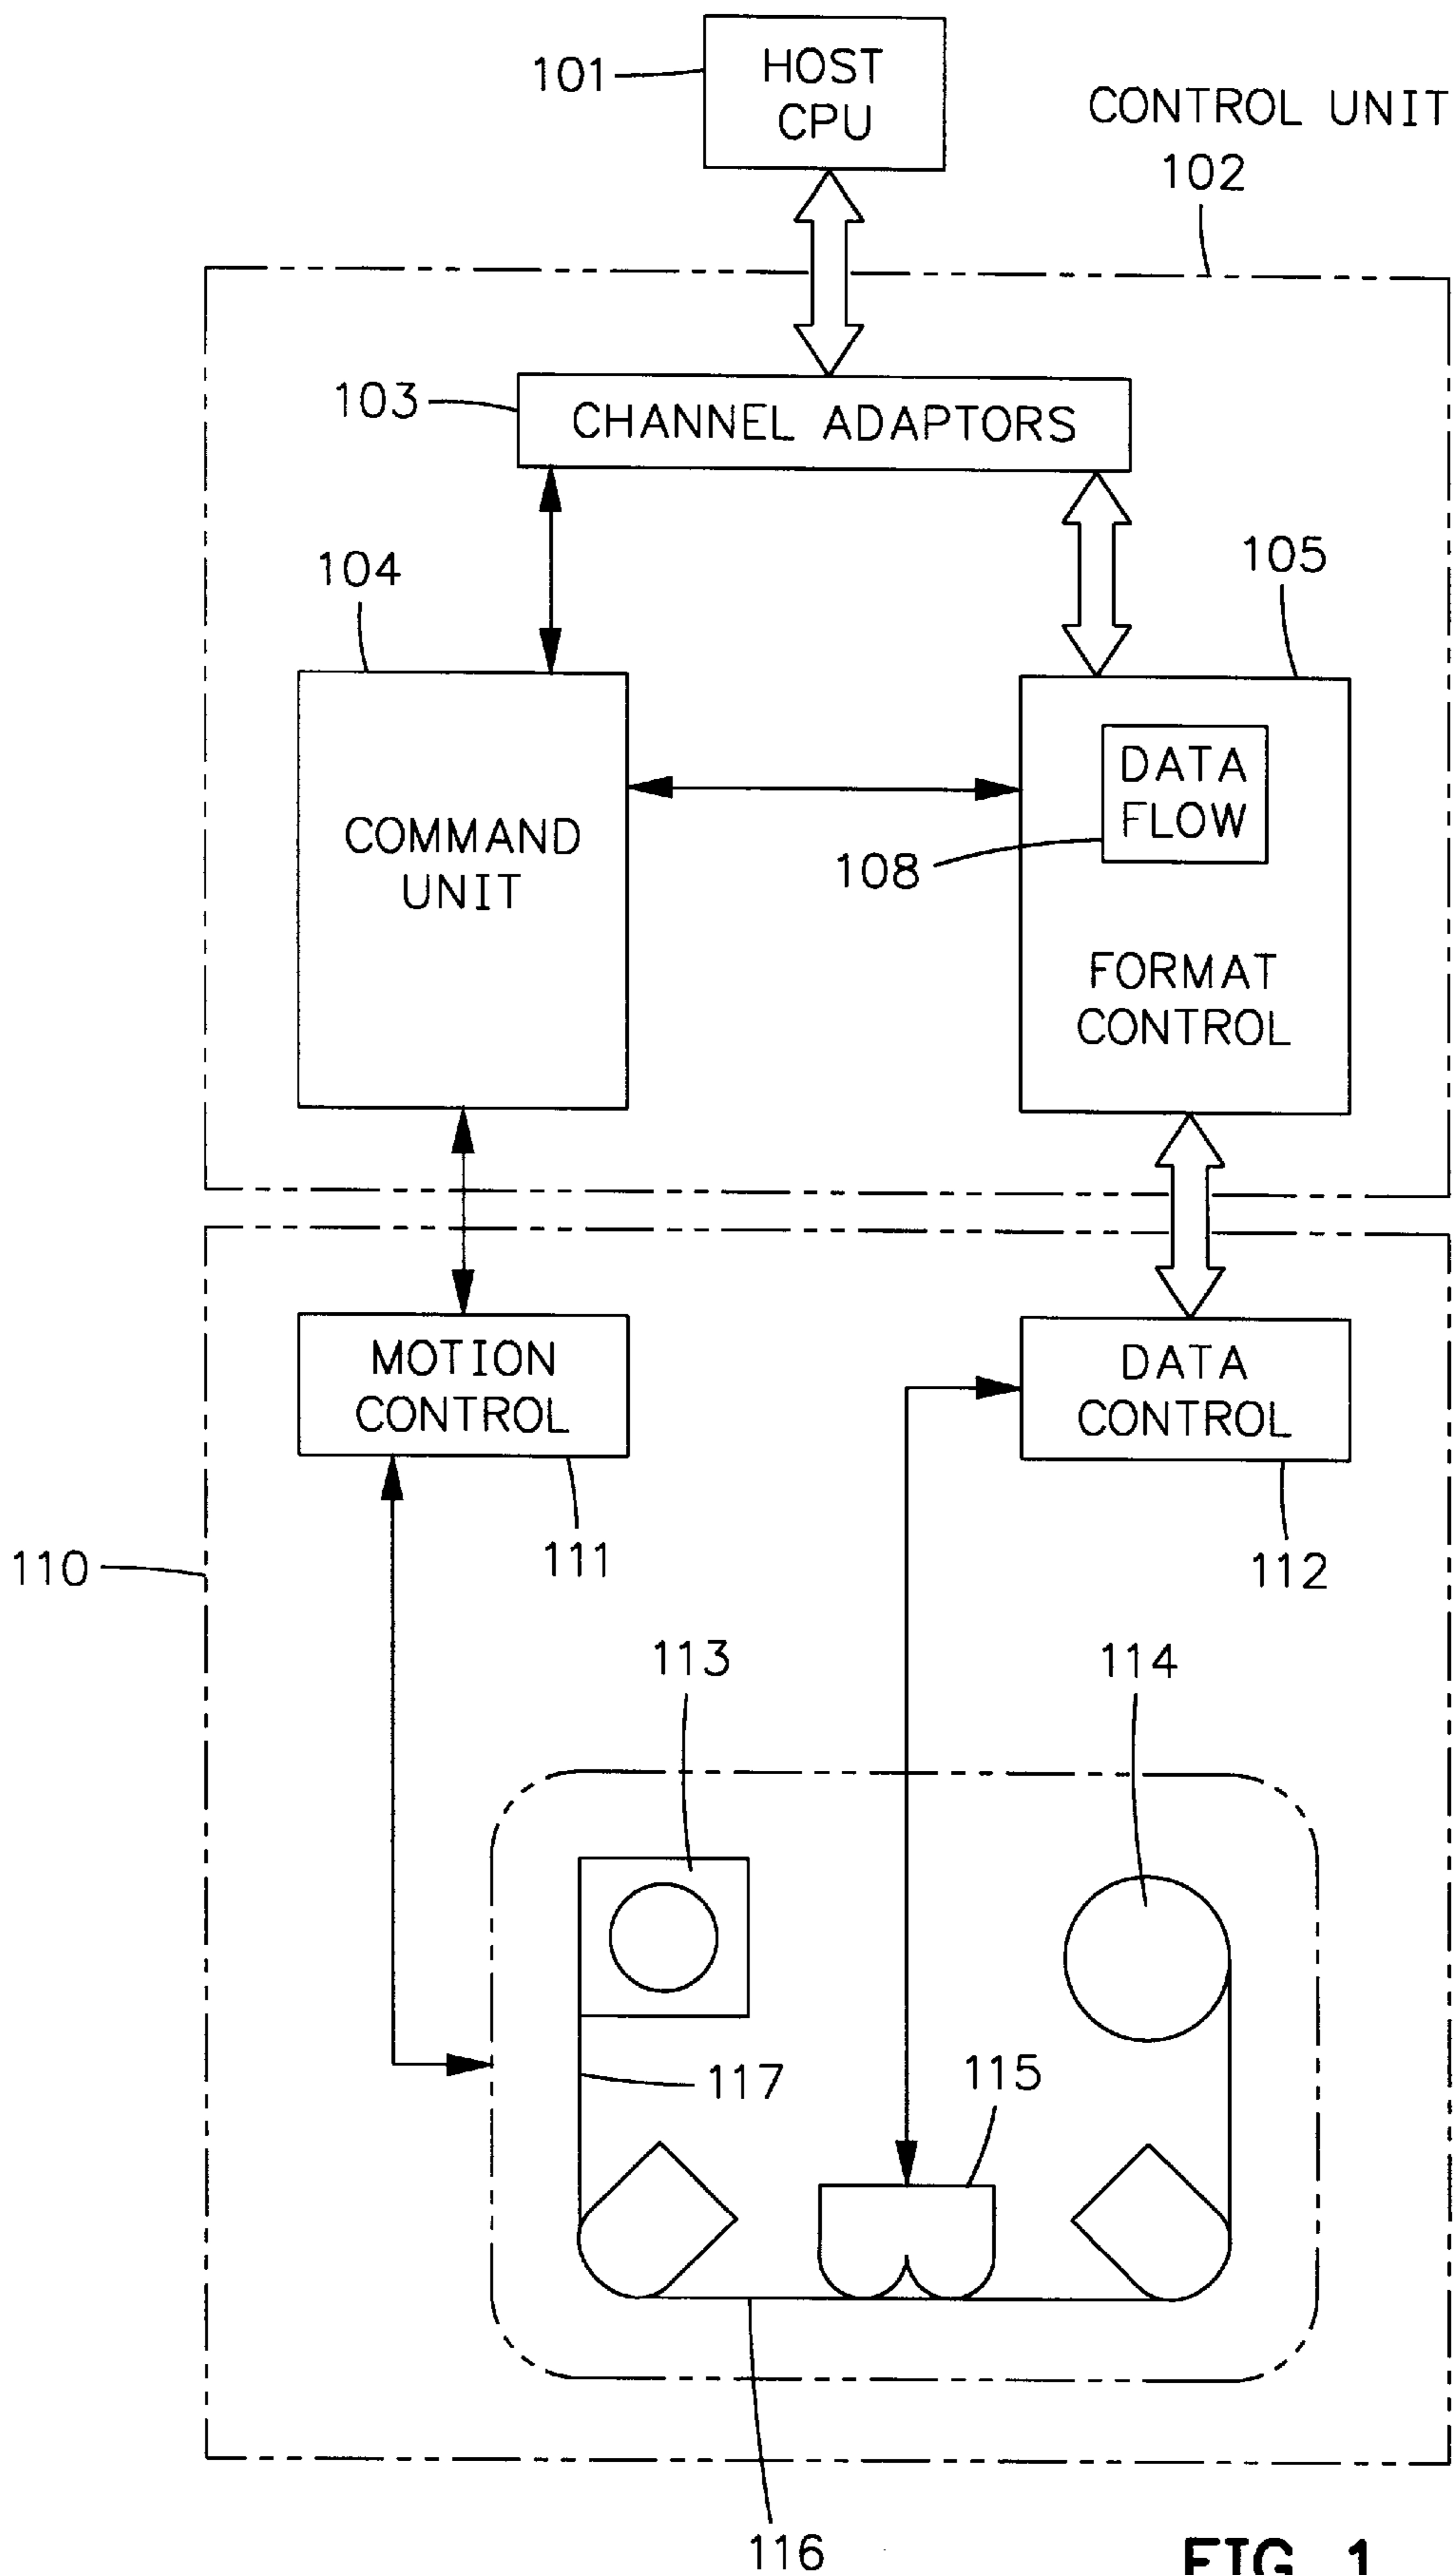 HOST
CPU
101
CONTROL UNIT
102
103
CHANNEL ADAPTORS
104
105
DATA
FLOW
COMMAND
UNIT
108
FORMAT
CONTROL
MOTION
CONTROL
DATA
CONTROL
110
111
112
113
114
117
115
116
FIG. 1